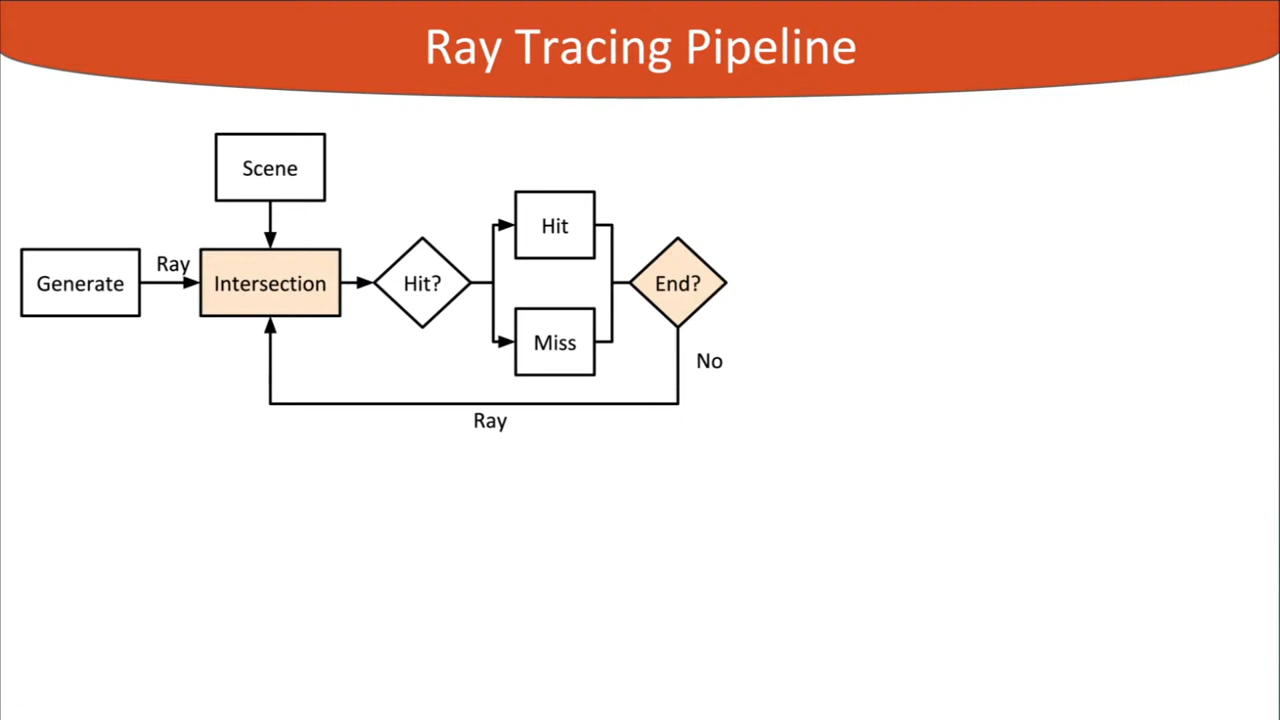 Ray Tracing Pipeline
Scene
Generate
Ray
Intersection
Hit?
Hit
Miss
End?
No
Ray